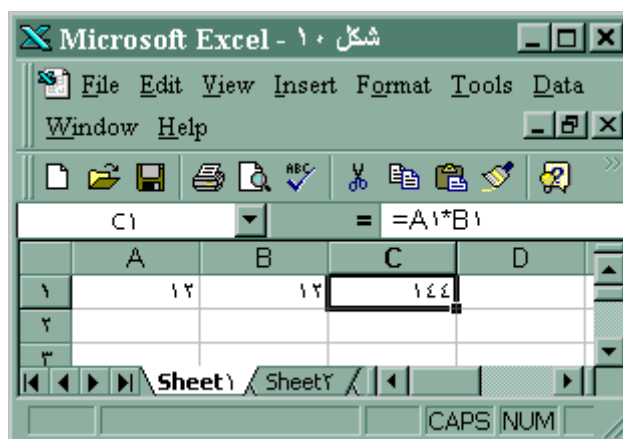 Microsoft Excel - شكل ١٠
File Edit View Insert Format Tools Data
Window Help
ABC
C١ = =A١*B١
A B C D
١ ١٢ ١٢ ١٤٤
٢
٣
Sheet١ Sheet٢
CAPS NUM